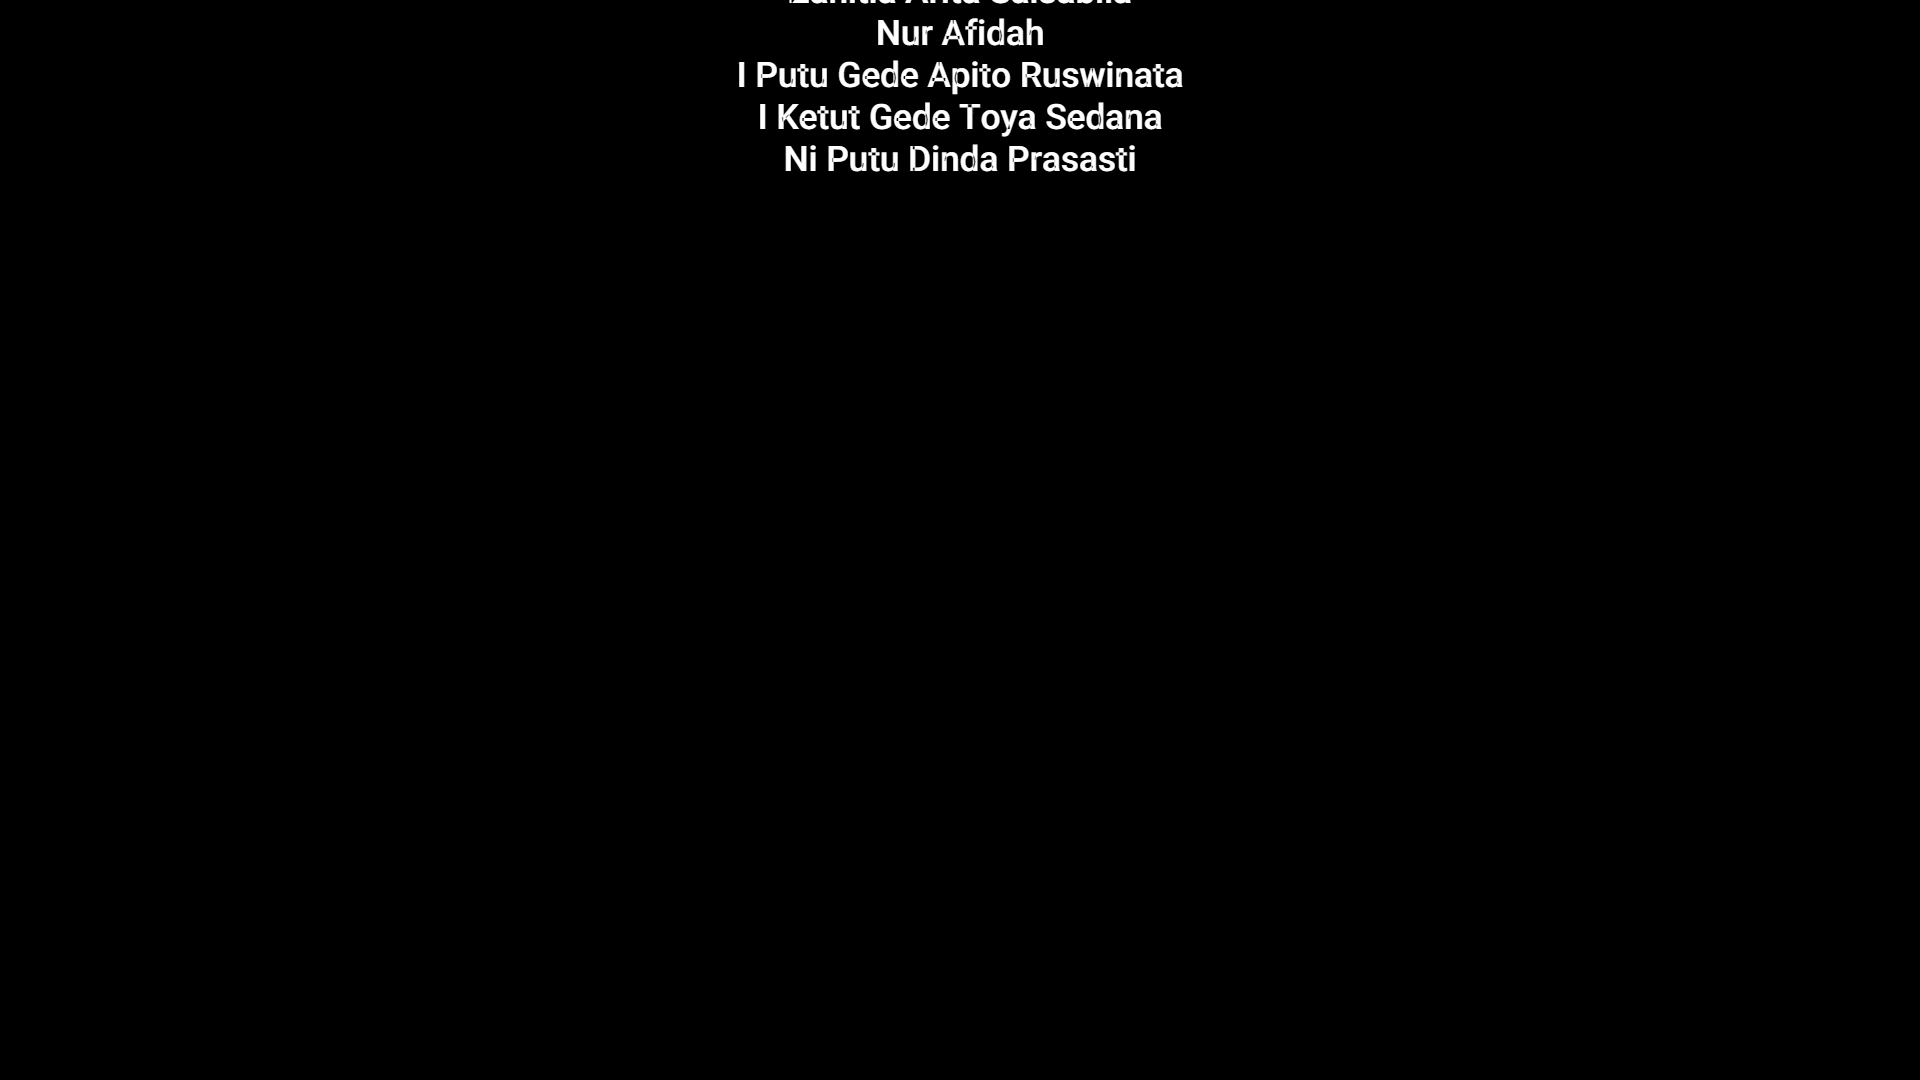 Nur Afidah
I Putu Gede Apito Ruswinata
I Ketut Gede Toya Sedana
Ni Putu Dinda Prasasti